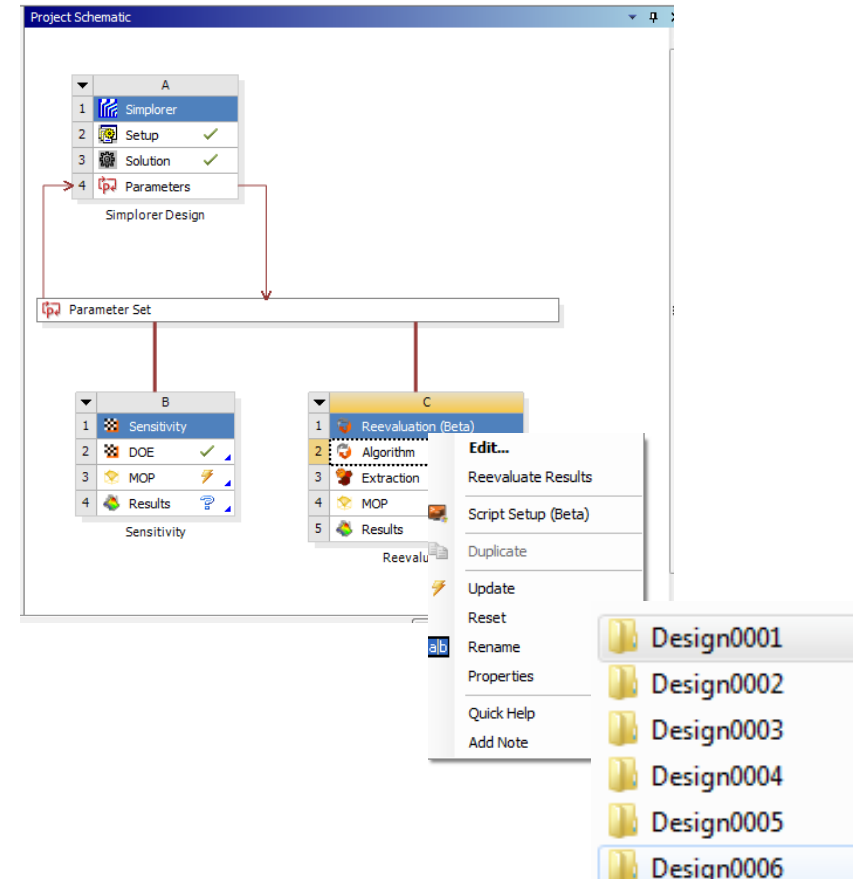 Project Schematic
A
1 Simplorer
2 Setup
3 Solution
4 Parameters
Simplorer Design
Parameter Set
B
1 Sensitivity
2 DOE
3 MOP
4 Results
Sensitivity
C
1 Reevaluation (Beta)
2 Algorithm
3 Extraction
4 MOP
5 Results
Reevalu
Edit...
Reevaluate Results
Script Setup (Beta)
Duplicate
Update
Reset
a|b Rename
Properties
Quick Help
Add Note
Design0001
Design0002
Design0003
Design0004
Design0005
Design0006